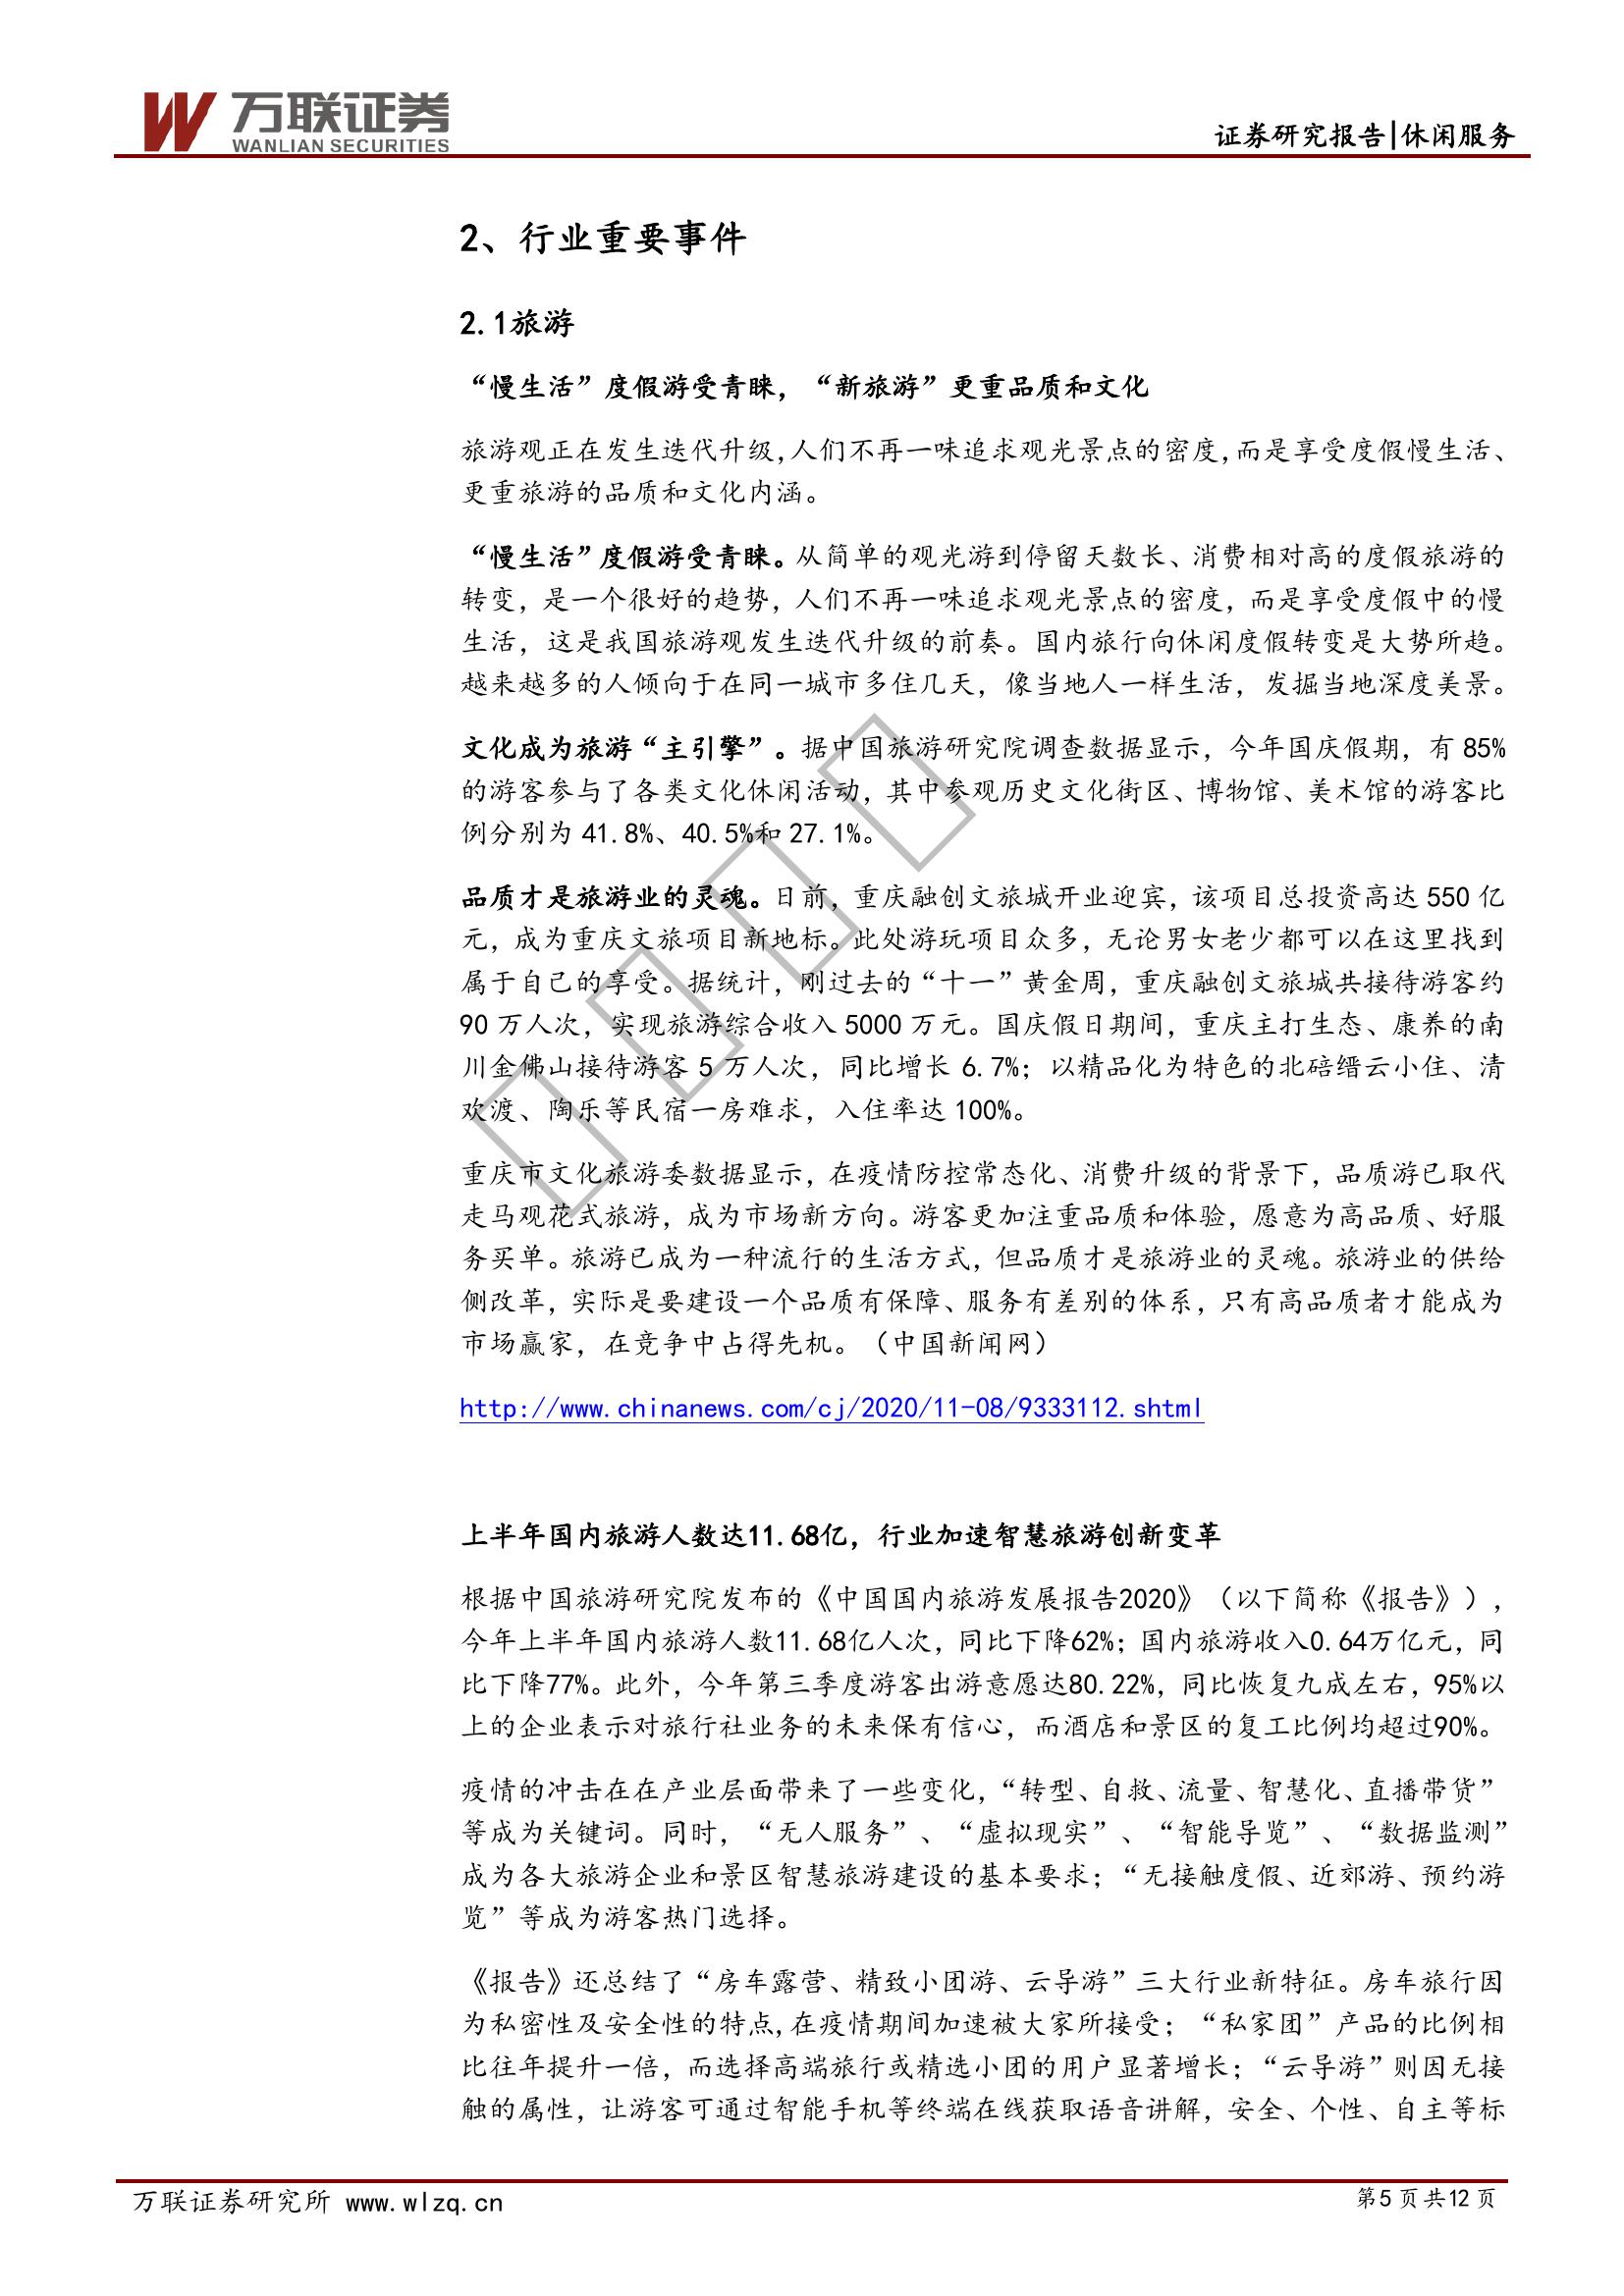 万联证券
WANLIAN SECURITIES
证券研究报告|休闲服务
2、行业重要事件
2.1旅游
“慢生活”度假游受青睐，“新旅游”更重品质和文化
旅游观正在发生迭代升级,人们不再一味追求观光景点的密度,而是享受度假慢生活、
更重旅游的品质和文化内涵。
“慢生活”度假游受青睐。从简单的观光游到停留天数长、消费相对高的度假旅游的
转变，是一个很好的趋势，人们不再一味追求观光景点的密度，而是享受度假中的慢
生活，这是我国旅游观发生迭代升级的前奏。国内旅行向休闲度假转变是大势所趋。
越来越多的人倾向于在同一城市多住几天，像当地人一样生活，发掘当地深度美景。
文化成为旅游“主引擎”。据中国旅游研究院调查数据显示，今年国庆假期，有 85%
的游客参与了各类文化休闲活动，其中参观历史文化街区、博物馆、美术馆的游客比
例分别为 41.8%、40.5%和 27.1%。
品质才是旅游业的灵魂。日前，重庆融创文旅城开业迎宾，该项目总投资高达 550 亿
元，成为重庆文旅项目新地标。此处游玩项目众多，无论男女老少都可以在这里找到
属于自己的享受。据统计，刚过去的“十一”黄金周，重庆融创文旅城共接待游客约
90 万人次，实现旅游综合收入 5000 万元。国庆假日期间，重庆主打生态、康养的南
川金佛山接待游客 5 万人次，同比增长 6.7%；以精品化为特色的北碚缙云小住、清
欢渡、陶乐等民宿一房难求，入住率达 100%。
重庆市文化旅游委数据显示，在疫情防控常态化、消费升级的背景下，品质游已取代
走马观花式旅游，成为市场新方向。游客更加注重品质和体验，愿意为高品质、好服
务买单。旅游已成为一种流行的生活方式，但品质才是旅游业的灵魂。旅游业的供给
侧改革，实际是要建设一个品质有保障、服务有差别的体系，只有高品质者才能成为
市场赢家，在竞争中占得先机。（中国新闻网）
http://www.chinanews.com/cj/2020/11-08/9333112.shtml
上半年国内旅游人数达11.68亿，行业加速智慧旅游创新变革
根据中国旅游研究院发布的《中国国内旅游发展报告2020》（以下简称《报告》），
今年上半年国内旅游人数11.68亿人次，同比下降62%；国内旅游收入0.64万亿元，同
比下降77%。此外，今年第三季度游客出游意愿达80.22%，同比恢复九成左右，95%以
上的企业表示对旅行社业务的未来保有信心，而酒店和景区的复工比例均超过90%。
疫情的冲击在在产业层面带来了一些变化，“转型、自救、流量、智慧化、直播带货”
等成为关键词。同时，“无人服务”、“虚拟现实”、“智能导览”、“数据监测”
成为各大旅游企业和景区智慧旅游建设的基本要求；“无接触度假、近郊游、预约游
览”等成为游客热门选择。
《报告》还总结了“房车露营、精致小团游、云导游”三大行业新特征。房车旅行因
为私密性及安全性的特点,在疫情期间加速被大家所接受；“私家团”产品的比例相
比往年提升一倍，而选择高端旅行或精选小团的用户显著增长；“云导游”则因无接
触的属性，让游客可通过智能手机等终端在线获取语音讲解，安全、个性、自主等标
万联证券研究所 www.wlzq.cn
第5 页 共12 页